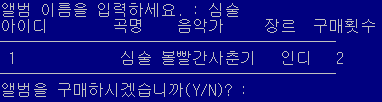 앨범 이름을 입력하세요. : 심술
아이디 곡명 음악가 장르 구매횟수
1 심술 볼빨간사춘기 인디 2
앨범을 구매하시겠습니까(Y/N)? :